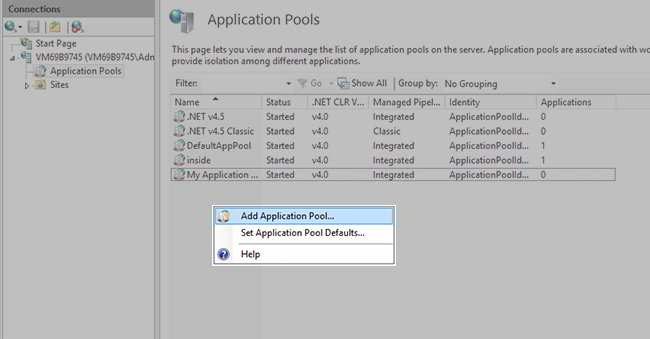 Connections
Application Pools
Start Page
VM69B9745 (VM69B9745\Adn
Application Pools
Sites
This page lets you view and manage the list of application pools on the server. Application pools are associated with wo
provide isolation among different applications.
Filter: Go Show All Group by: No Grouping
Name Status .NET CLR V... Managed Pipel... Identity Applications
.NET v4.5 Started v4.0 Integrated ApplicationPoolId... 0
.NET v4.5 Classic Started v4.0 Classic ApplicationPoolId... 0
DefaultAppPool Started v4.0 Integrated ApplicationPoolId... 1
inside Started v4.0 Integrated ApplicationPoolId... 1
My Application ... Started v4.0 Integrated ApplicationPoolId... 0
Add Application Pool...
Set Application Pool Defaults...
Help